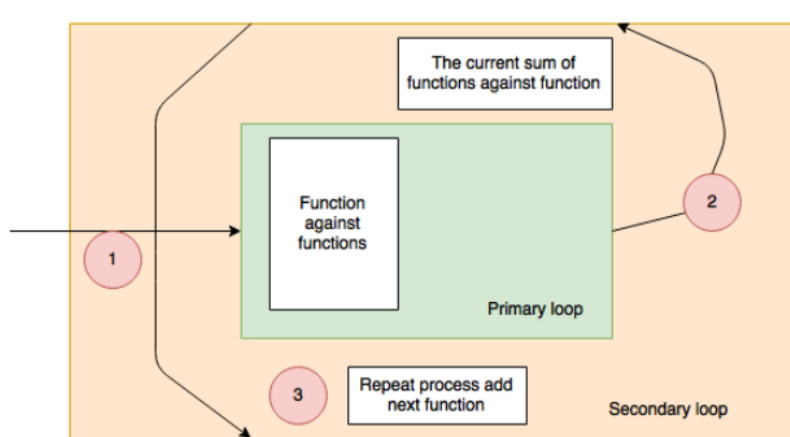 The current sum of
functions against function
Function
against
functions
2
1
Primary loop
3
Repeat process add
next function
Secondary loop